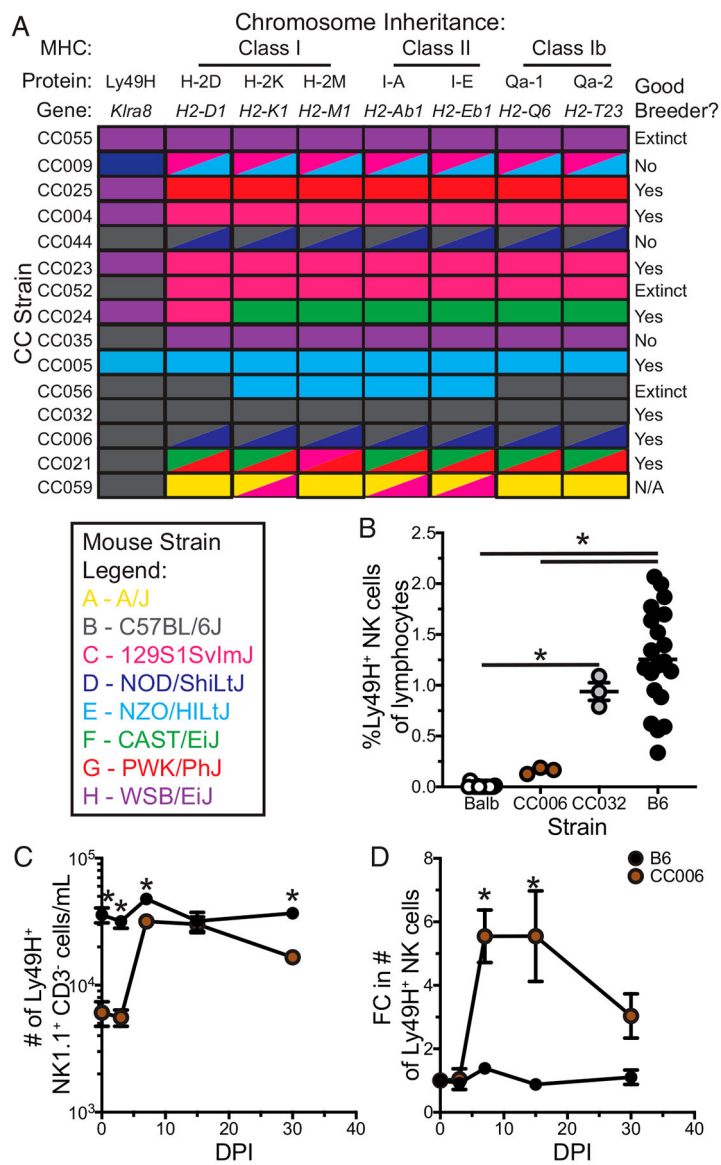 A
Chromosome Inheritance:
MHC: Class I Class II Class Ib
Protein: Ly49H H-2D H-2K H-2M I-A I-E Qa-1 Qa-2 Good
Gene: Klra8 H2-D1 H2-K1 H2-M1 H2-Ab1 H2-Eb1 H2-Q6 H2-T23 Breeder?
CC Strain
CC055 Extinct
CC009 No
CC025 Yes
CC004 Yes
CC044 No
CC023 Yes
CC052 Extinct
CC024 Yes
CC035 No
CC005 Yes
CC056 Extinct
CC032 Yes
CC006 Yes
CC021 Yes
CC059 N/A
Mouse Strain
Legend:
A - A/J
B - C57BL/6J
C - 129S1SvImJ
D - NOD/ShiLtJ
E - NZO/HILtJ
F - CAST/EiJ
G - PWK/PhJ
H - WSB/EiJ
B
%Ly49H+ NK cells
of lymphocytes
2.5
2.0
1.5
1.0
0.5
0.0
* *
Balb CC006 CC032 B6
Strain
C
# of Ly49H+
NK1.1+ CD3- cells/mL
10^5
10^4
10^3
* * * *
0 10 20 30 40
DPI
D
B6
CC006
FC in #
of Ly49H+ NK cells
8
6
4
2
0
* *
0 10 20 30 40
DPI